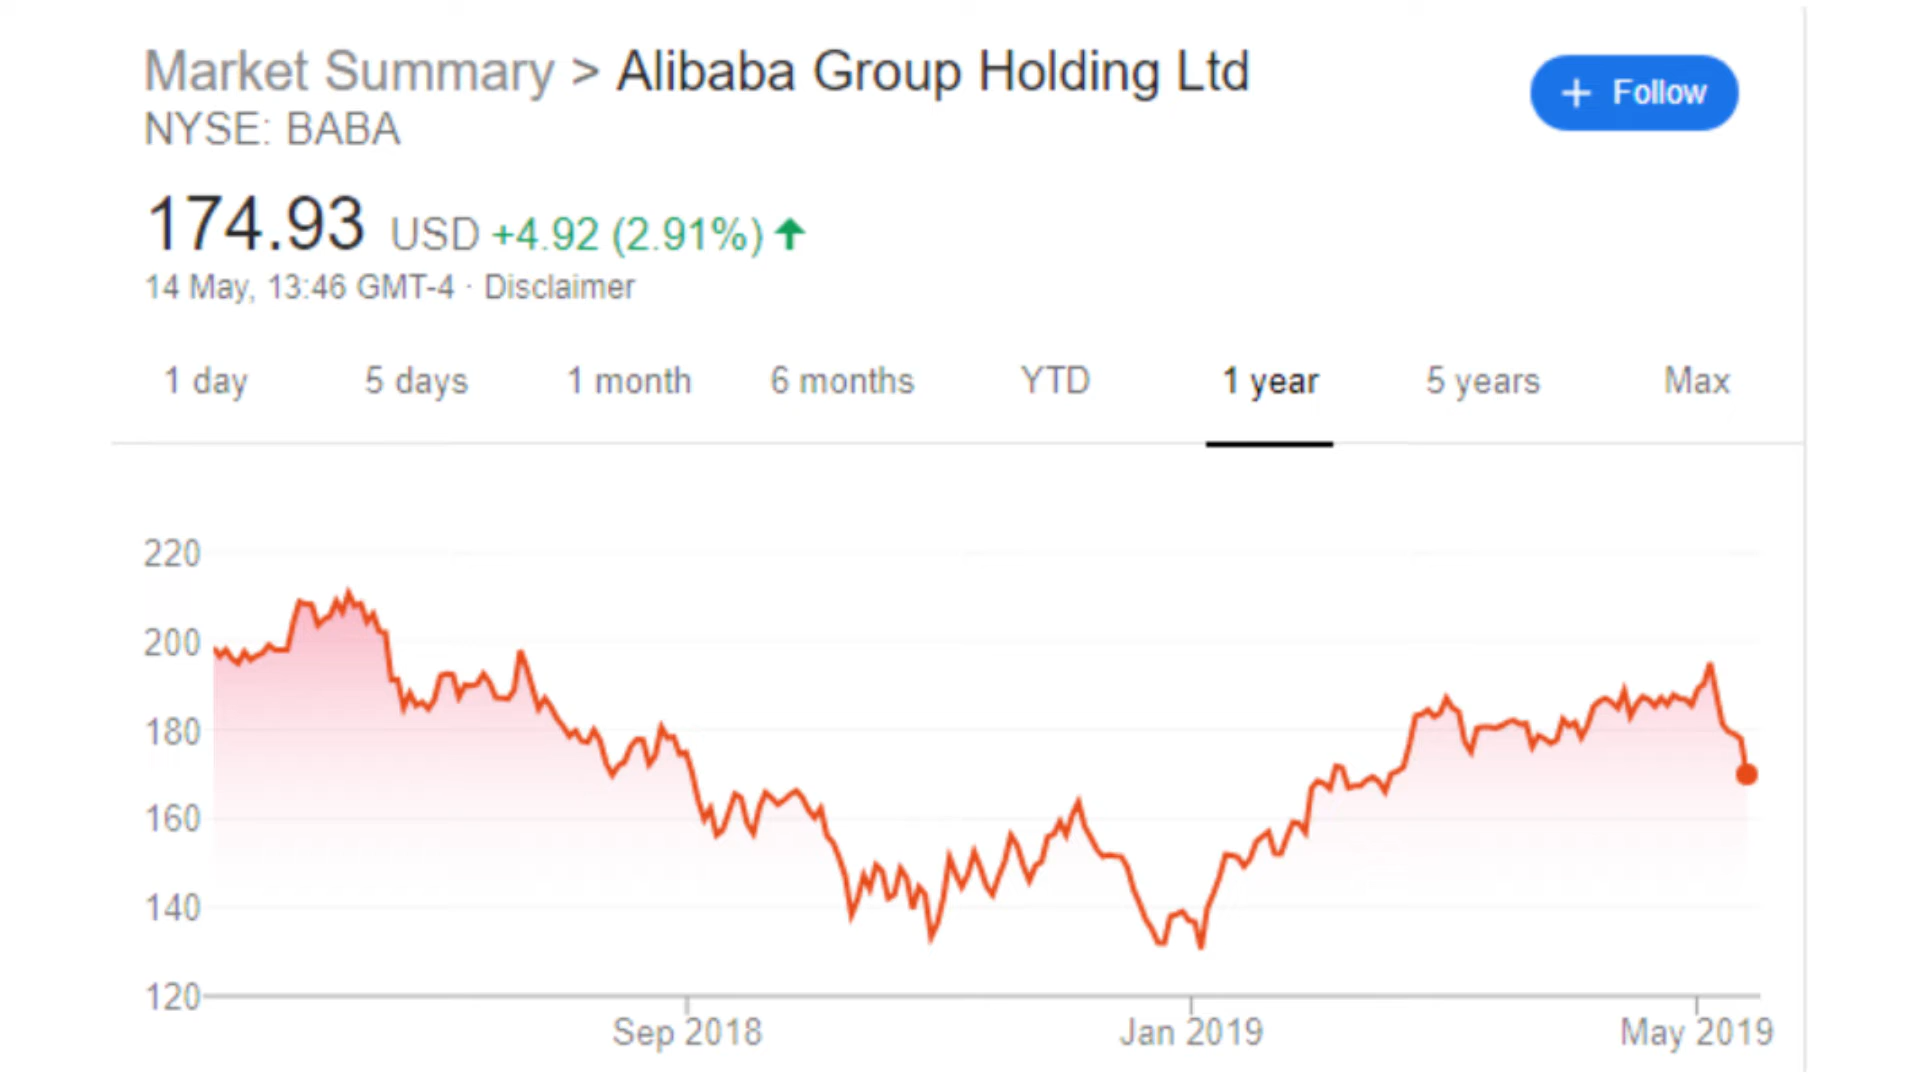 Market Summary > Alibaba Group Holding Ltd
NYSE: BABA
+ Follow
174.93 USD +4.92 (2.91%)
14 May, 13:46 GMT-4 · Disclaimer
1 day 5 days 1 month 6 months YTD 1 year 5 years Max
220
200
180
160
140
120
Sep 2018 Jan 2019 May 2019